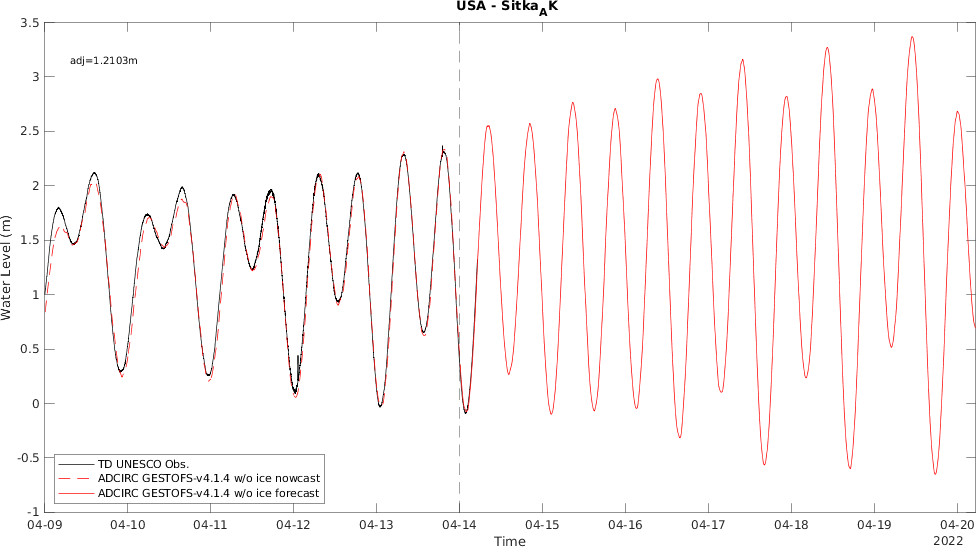 USA - Sitka_AK
3.5
3
2.5
2
1.5
1
0.5
0
-0.5
-1
Water Level (m)
adj=1.2103m
TD UNESCO Obs.
ADCIRC GESTOFS-v4.1.4 w/o ice nowcast
ADCIRC GESTOFS-v4.1.4 w/o ice forecast
04-09 04-10 04-11 04-12 04-13 04-14 04-15 04-16 04-17 04-18 04-19 04-20
Time 2022